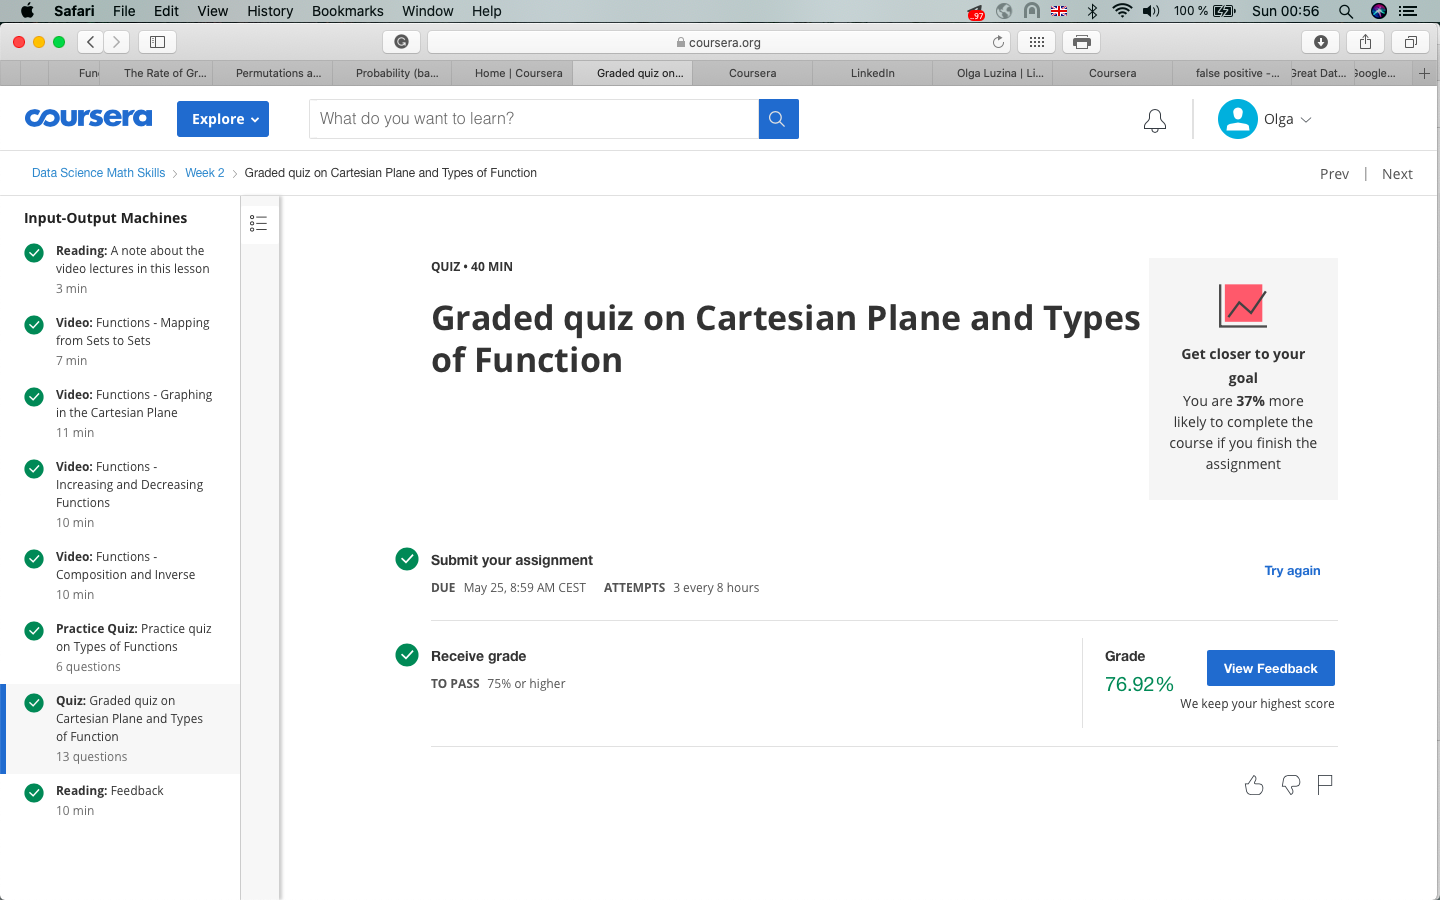 Safari File Edit View History Bookmarks Window Help .97 100 % Sun 00:56
coursera.org
The Rate of Gr... Permutations a... Probability (ba... Home | Coursera Graded quiz on... Coursera LinkedIn Olga Luzina | Li... Coursera false positive -... Great Dat...
coursera Explore What do you want to learn? Olga
Data Science Math Skills > Week 2 > Graded quiz on Cartesian Plane and Types of Function Prev | Next
Input-Output Machines
Reading: A note about the
video lectures in this lesson
3 min
Video: Functions - Mapping
from Sets to Sets
7 min
Video: Functions - Graphing
in the Cartesian Plane
11 min
Video: Functions -
Increasing and Decreasing
Functions
10 min
Video: Functions -
Composition and Inverse
10 min
Practice Quiz: Practice quiz
on Types of Functions
6 questions
Quiz: Graded quiz on
Cartesian Plane and Types
of Function
13 questions
Reading: Feedback
10 min
QUIZ • 40 MIN
Graded quiz on Cartesian Plane and Types
of Function
Get closer to your
goal
You are 37% more
likely to complete the
course if you finish the
assignment
Submit your assignment
DUE May 25, 8:59 AM CEST ATTEMPTS 3 every 8 hours
Try again
Receive grade
TO PASS 75% or higher
Grade
76.92%
View Feedback
We keep your highest score